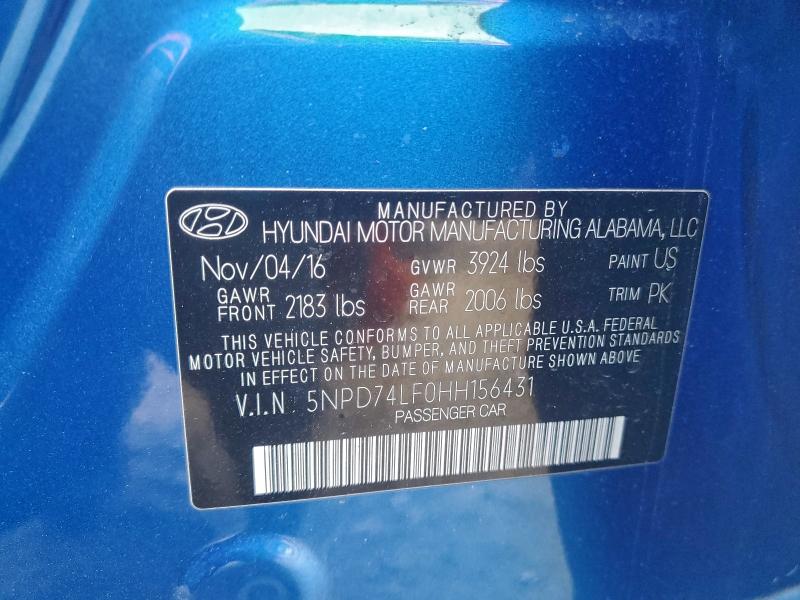 MANUFACTURED BY
HYUNDAI MOTOR MANUFACTURING ALABAMA, LLC
Nov/04/16 GVWR 3924 lbs PAINT US
GAWR FRONT 2183 lbs GAWR REAR 2006 lbs TRIM PK
THIS VEHICLE CONFORMS TO ALL APPLICABLE U.S.A. FEDERAL
MOTOR VEHICLE SAFETY, BUMPER, AND THEFT PREVENTION STANDARDS
IN EFFECT ON THE DATE OF MANUFACTURE SHOWN ABOVE
V.I.N. 5NPD74LF0HH156431
PASSENGER CAR